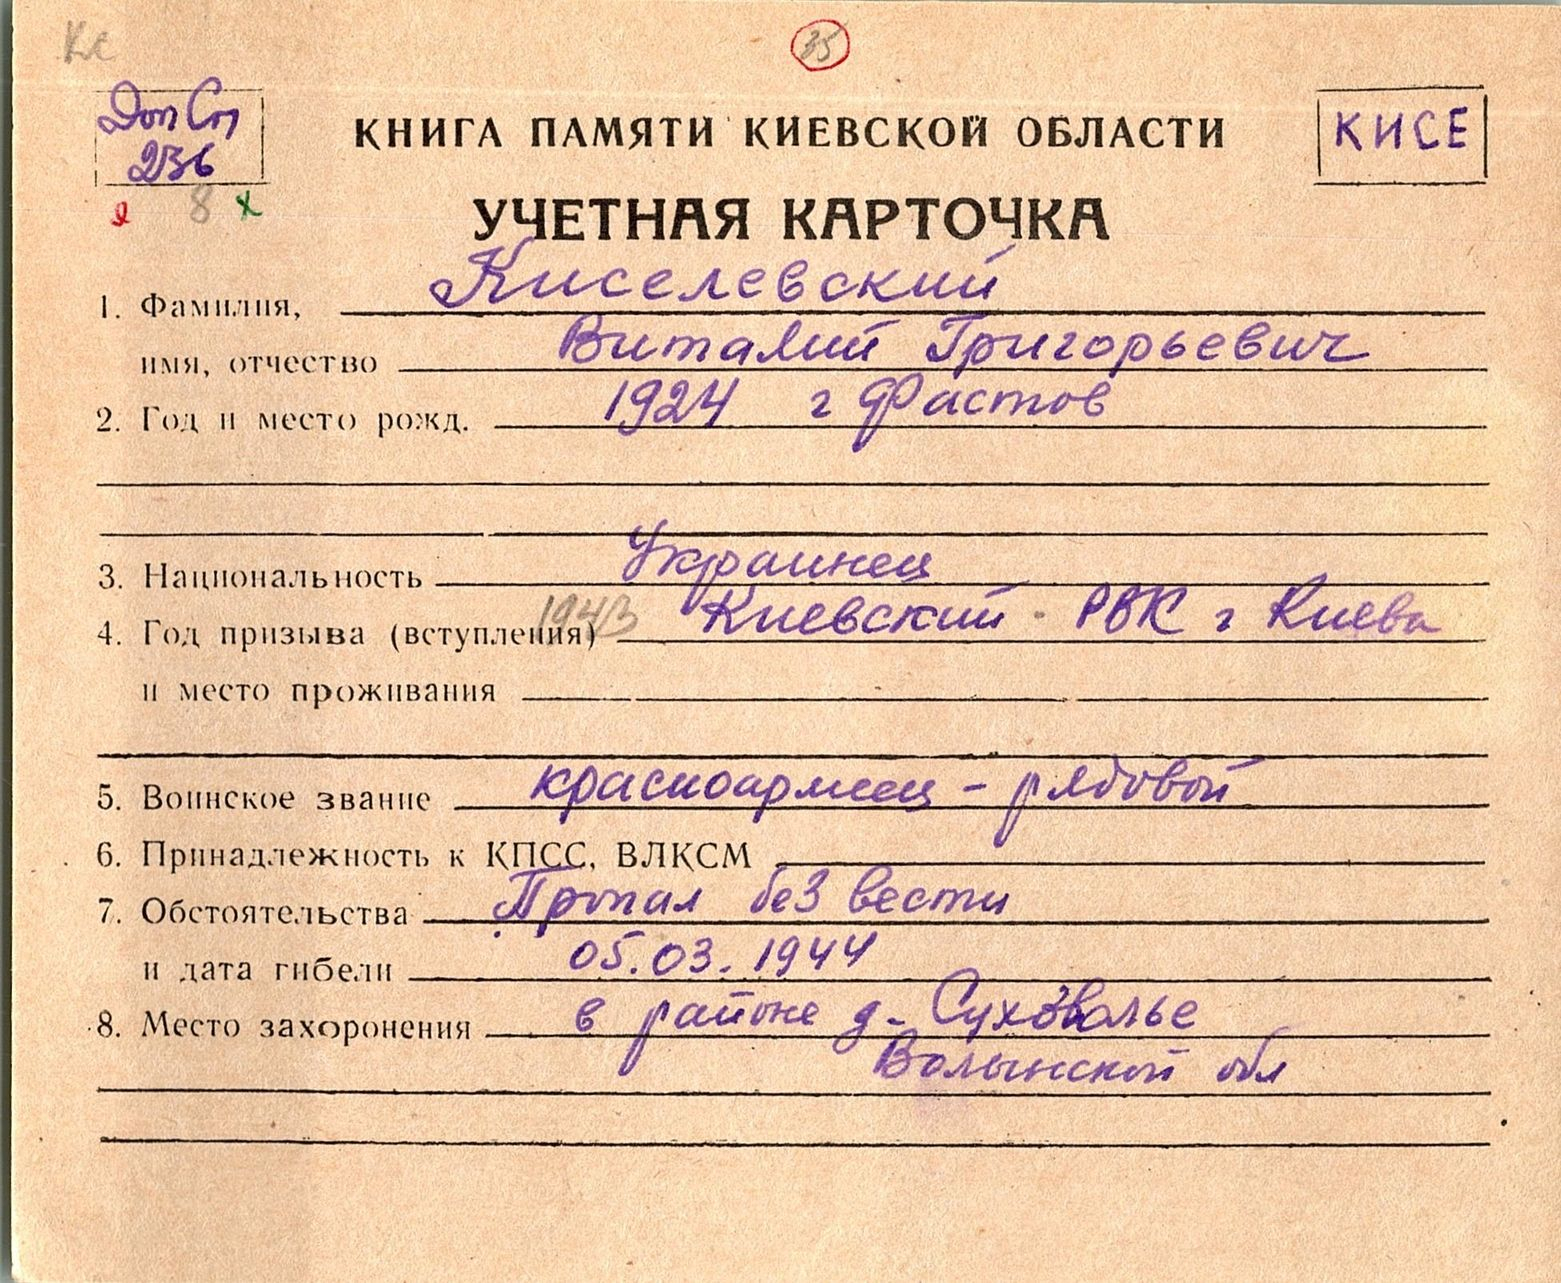 Кс
35
Доп Сп
236
КНИГА ПАМЯТИ КИЕВСКОЙ ОБЛАСТИ
КИСЕ
8 х
УЧЕТНАЯ КАРТОЧКА
1. Фамилия, Киселевский
имя, отчество Виталий Григорьевич
2. Год и место рожд. 1924 г Фастов
3. Национальность Украинец
4. Год призыва (вступления) 1943 Киевский РВК г Киева
и место проживания
5. Воинское звание красноармеец - рядовой
6. Принадлежность к КПСС, ВЛКСМ
7. Обстоятельства Пропал без вести
и дата гибели 05.03.1944
8. Место захоронения в районе д. Суховолье
Волынской обл